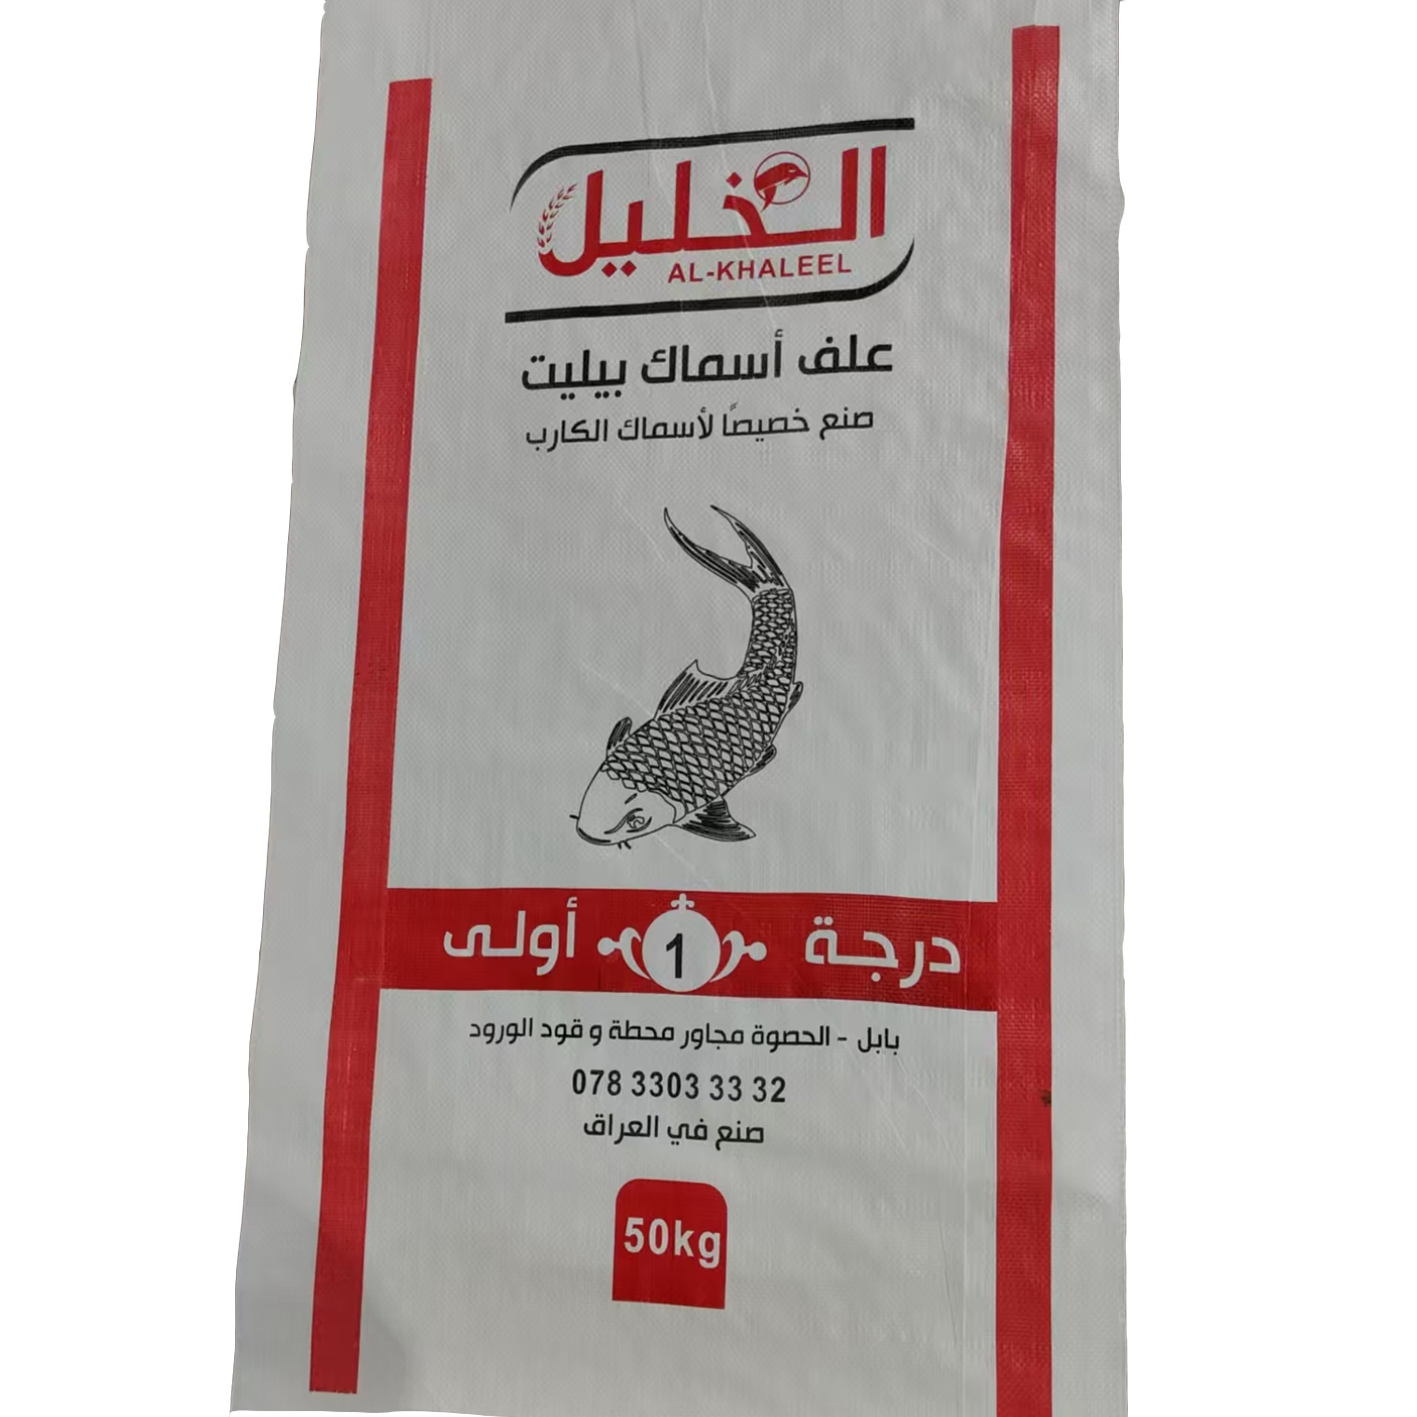 الخليل
AL-KHALEEL
علف أسماك بيليت
صنع خصيصًا لأسماك الكارب
درجة 1 أولى
بابل - الحصوة مجاور محطة و قود الورود
078 3303 33 32
صنع في العراق
50kg